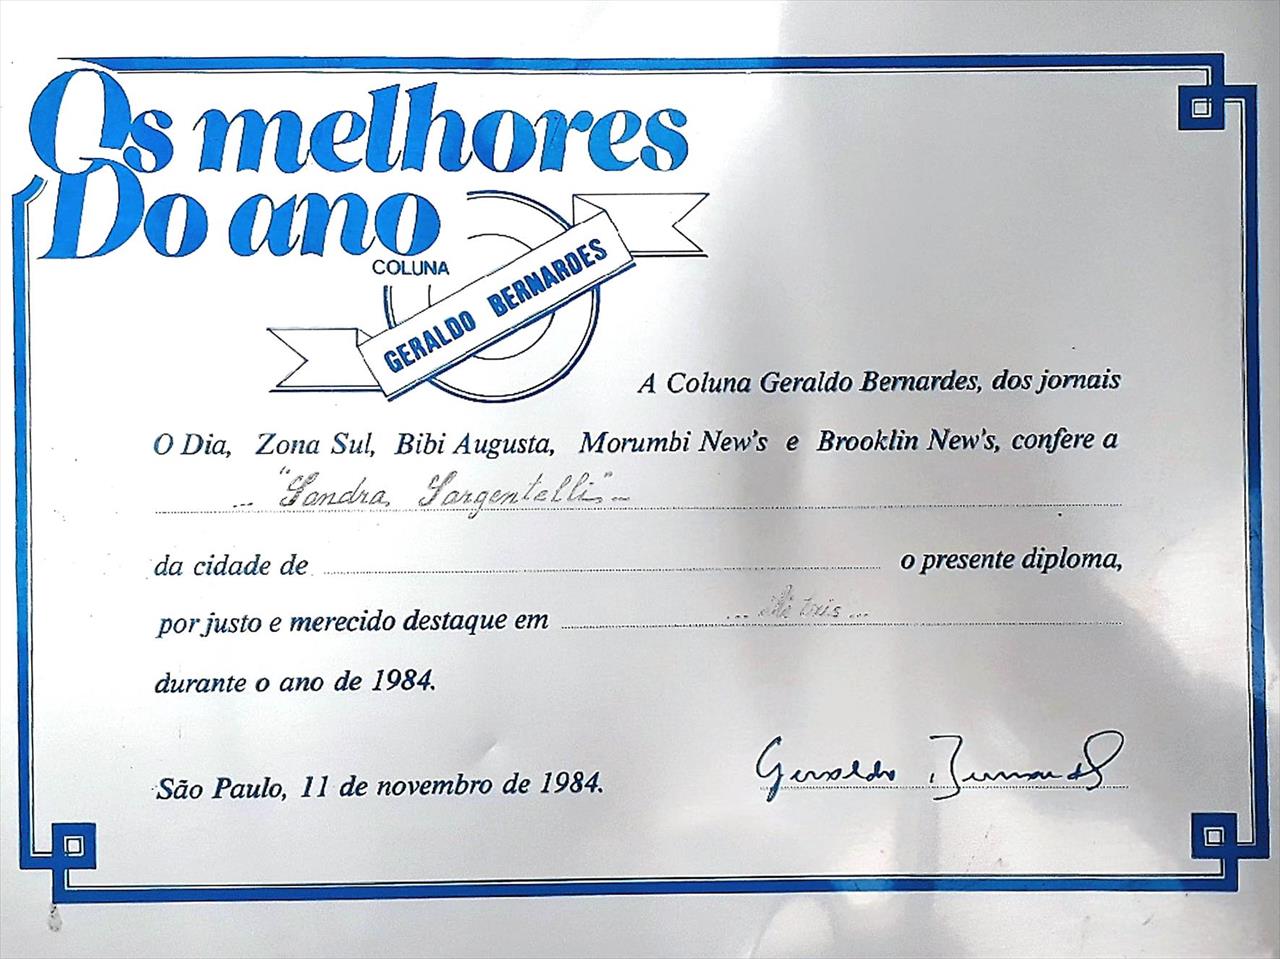 Os melhores
Do ano
COLUNA
GERALDO BERNARDES
A Coluna Geraldo Bernardes, dos jornais
O Dia, Zona Sul, Bibi Augusta, Morumbi New's e Brooklin New's, confere a
... "Sandra Sargentelli" ...
da cidade de o presente diploma,
por justo e merecido destaque em
durante o ano de 1984.
São Paulo, 11 de novembro de 1984.
Geraldo Bernardes